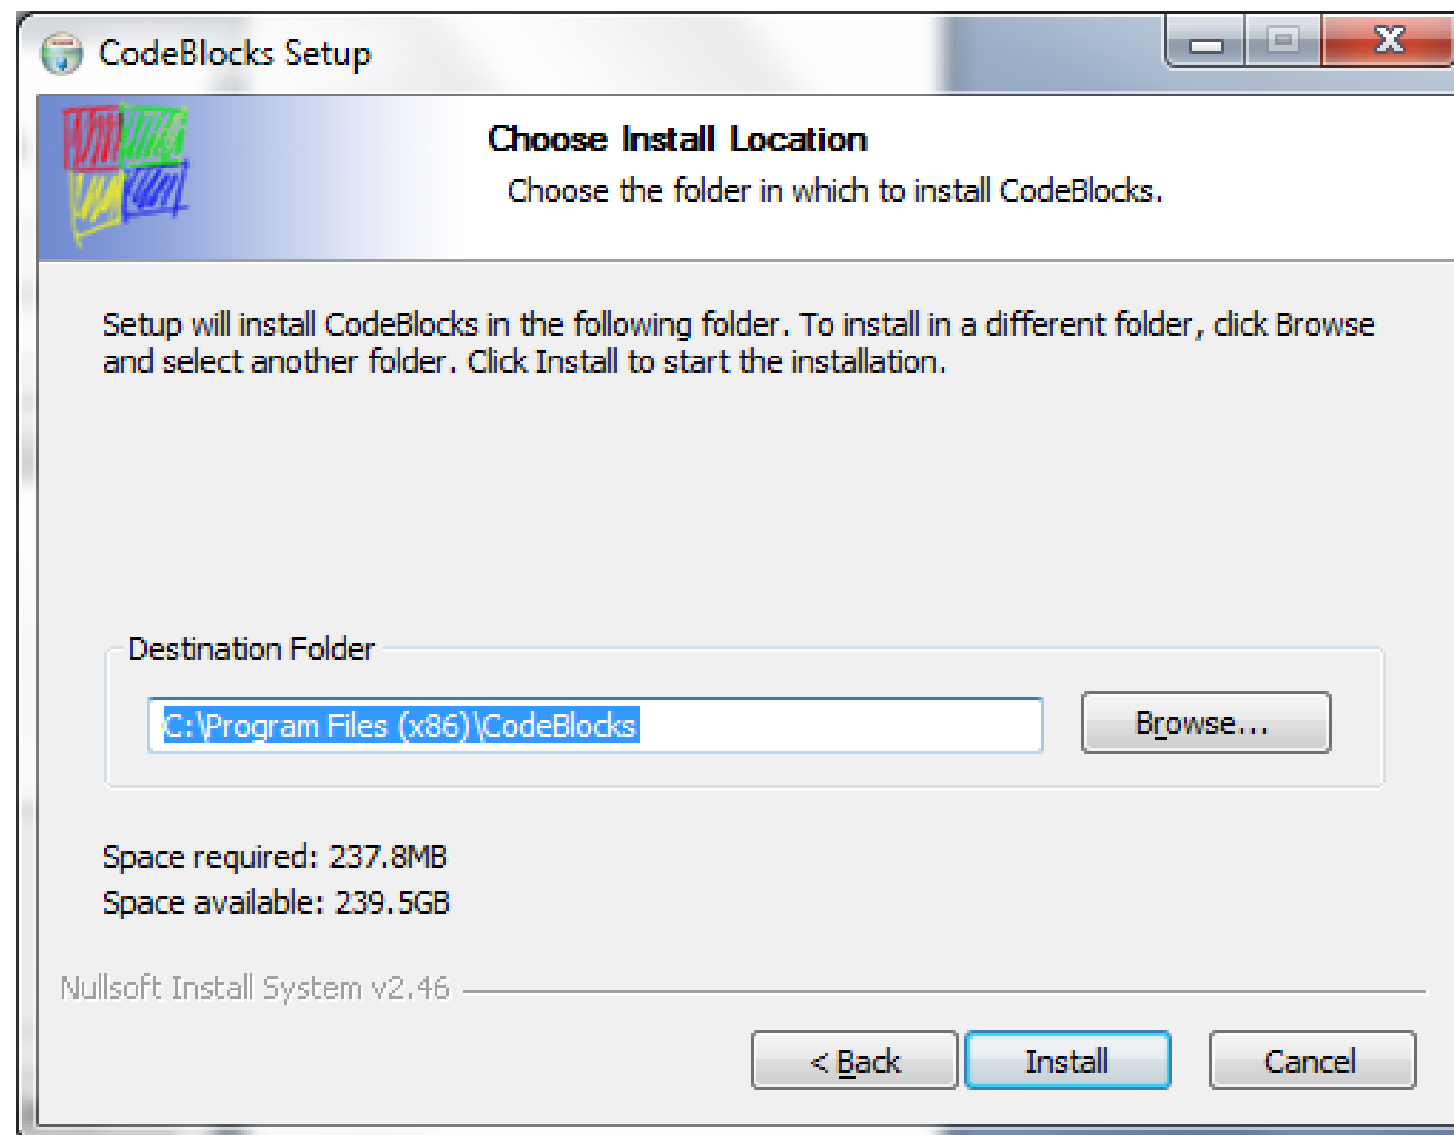 CodeBlocks Setup
Choose Install Location
Choose the folder in which to install CodeBlocks.
Setup will install CodeBlocks in the following folder. To install in a different folder, click Browse
and select another folder. Click Install to start the installation.
Destination Folder
C:\Program Files (x86)\CodeBlocks
Browse...
Space required: 237.8MB
Space available: 239.5GB
Nullsoft Install System v2.46
< Back
Install
Cancel